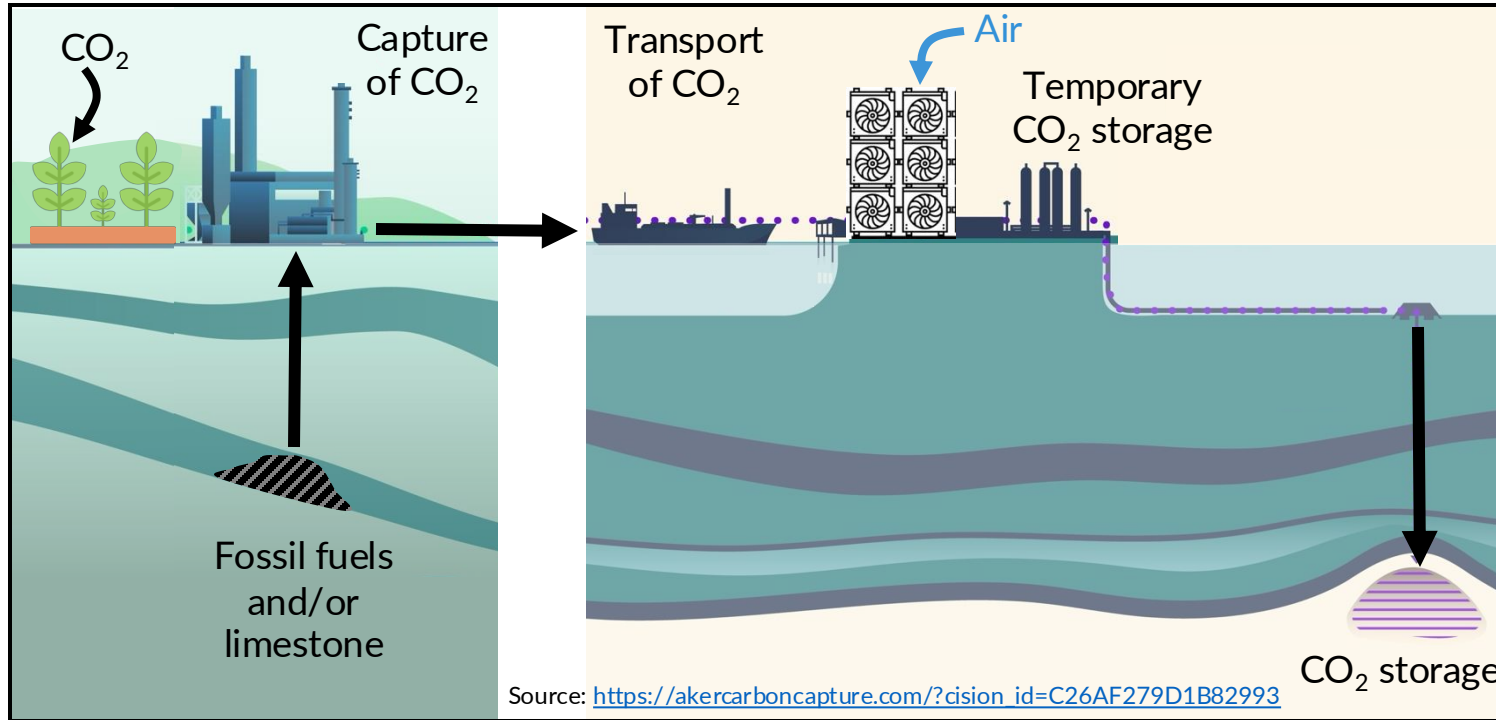 CO₂
Capture
of CO₂
Transport
of CO₂
Air
Temporary
CO₂ storage
Fossil fuels
and/or
limestone
CO₂ storage
Source: https://akercarboncapture.com/?cision_id=C26AF279D1B82993